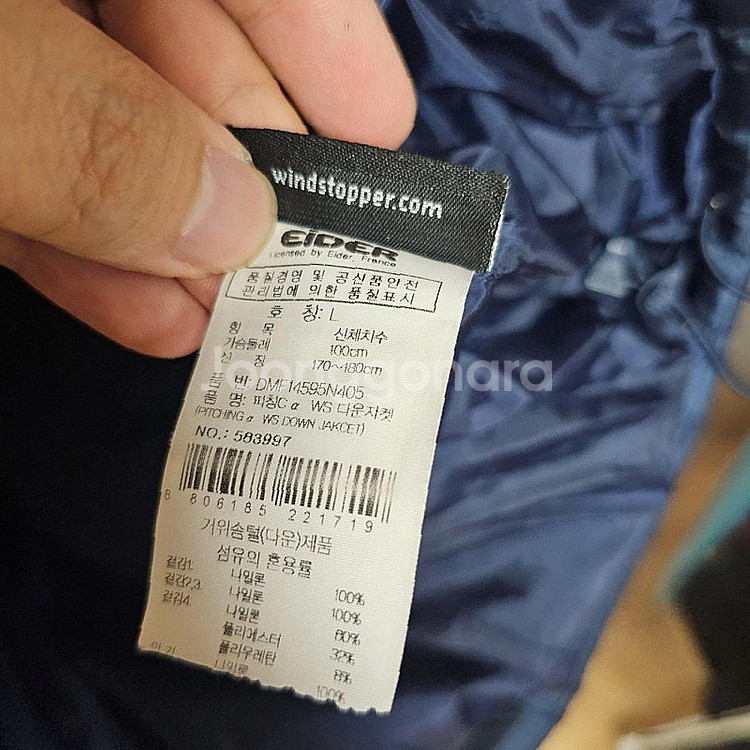 windstopper.com
EIDER
Licensed by Eider, France
품질경영 및 공산품안전
관리법에 의한 품질표시
호 칭: L
항 목 신체치수
가슴둘레 100cm
신 장 170~180cm
품 번: DMF14595N405
품 명: 피칭C α WS 다운자켓
(PITCHING α WS DOWN JAKCET)
NO.: 583997
8 806185 221719
거위솜털(다운)제품
섬유의 혼용률
겉감1: 나일론 100%
겉감2,3: 나일론 100%
겉감4: 나일론 60%
폴리에스터 32%
폴리우레탄 8%
나일론 100%
Joonggonara